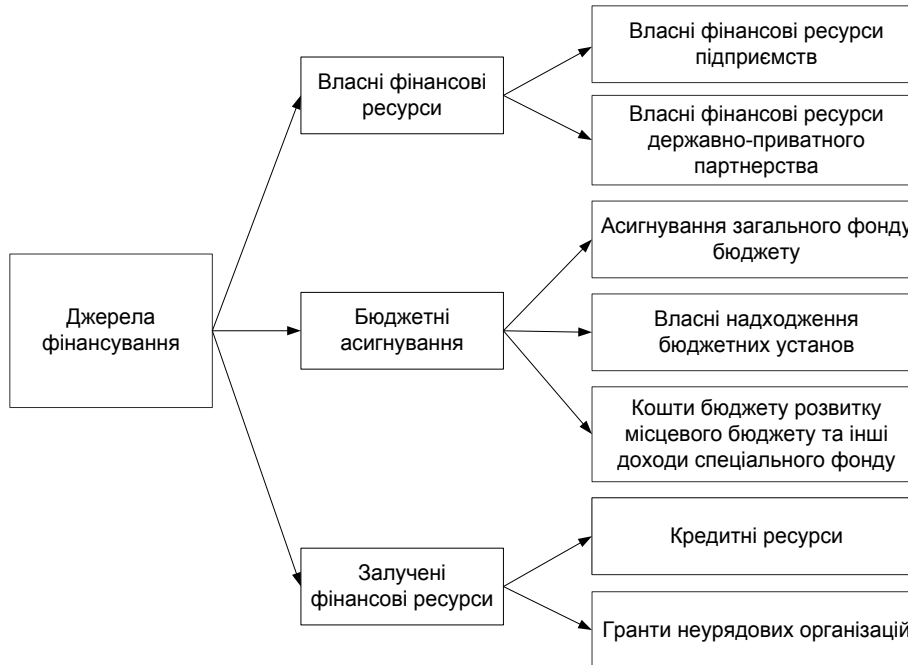 Джерела
фінансування
Власні фінансові
ресурси
Власні фінансові ресурси
підприємств
Власні фінансові ресурси
державно-приватного
партнерства
Бюджетні
асигнування
Асигнування загального фонду
бюджету
Власні надходження
бюджетних установ
Кошти бюджету розвитку
місцевого бюджету та інші
доходи спеціального фонду
Залучені
фінансові ресурси
Кредитні ресурси
Гранти неурядових організацій